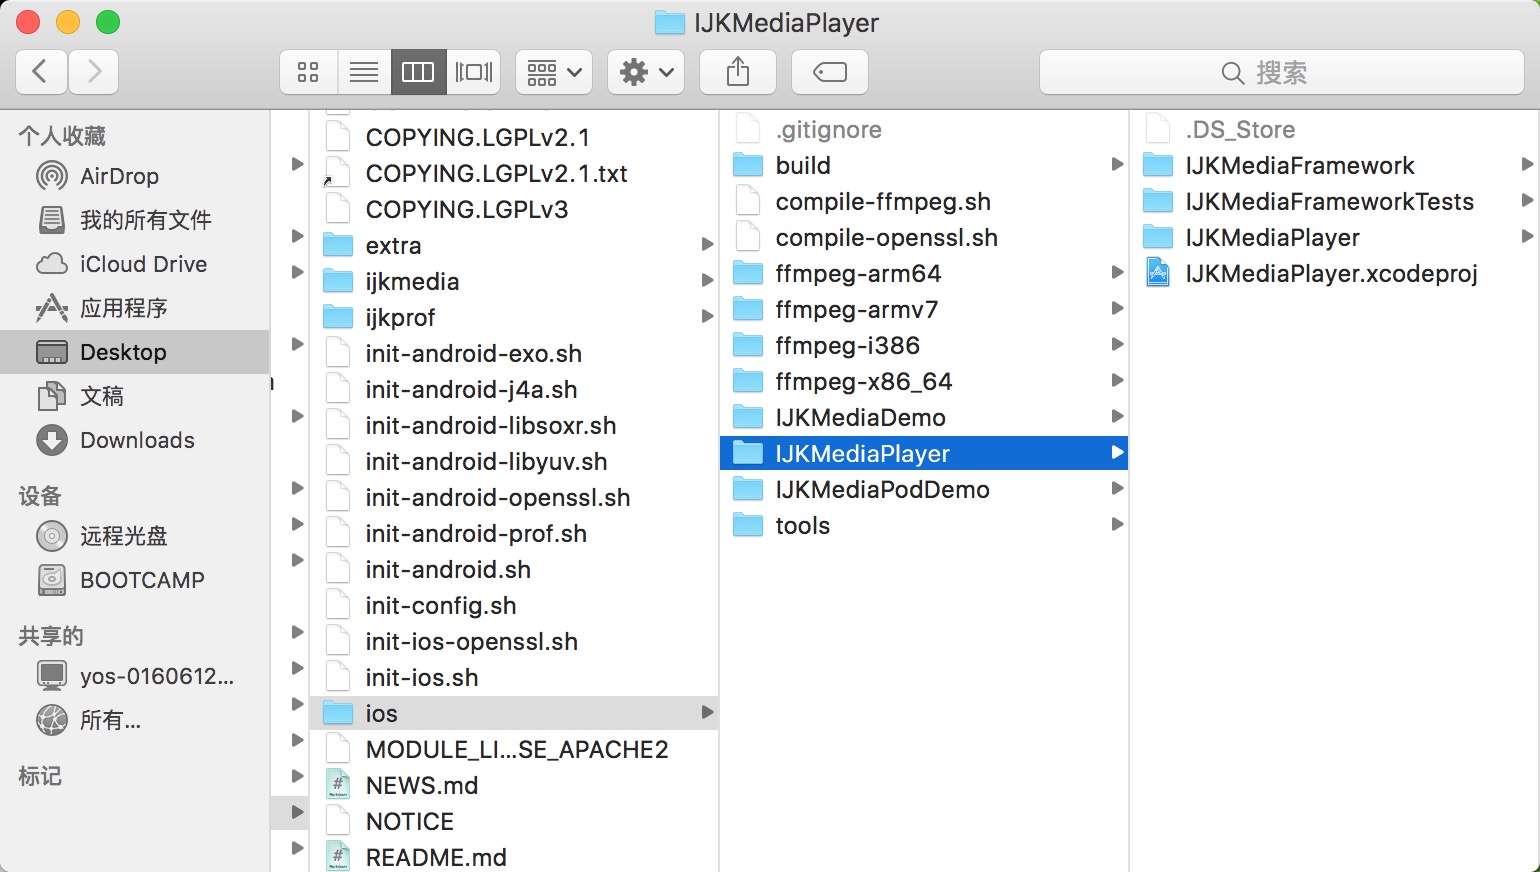 IJKMediaPlayer
搜索
个人收藏
AirDrop
我的所有文件
iCloud Drive
应用程序
Desktop
文稿
Downloads
设备
远程光盘
BOOTCAMP
共享的
yos-0160612...
所有...
标记
COPYING.LGPLv2.1
COPYING.LGPLv2.1.txt
COPYING.LGPLv3
extra
ijkmedia
ijkprof
init-android-exo.sh
init-android-j4a.sh
init-android-libsoxr.sh
init-android-libyuv.sh
init-android-openssl.sh
init-android-prof.sh
init-android.sh
init-config.sh
init-ios-openssl.sh
init-ios.sh
ios
MODULE_LI...SE_APACHE2
NEWS.md
NOTICE
README.md
.gitignore
build
compile-ffmpeg.sh
compile-openssl.sh
ffmpeg-arm64
ffmpeg-armv7
ffmpeg-i386
ffmpeg-x86_64
IJKMediaDemo
IJKMediaPlayer
IJKMediaPodDemo
tools
.DS_Store
IJKMediaFramework
IJKMediaFrameworkTests
IJKMediaPlayer
IJKMediaPlayer.xcodeproj